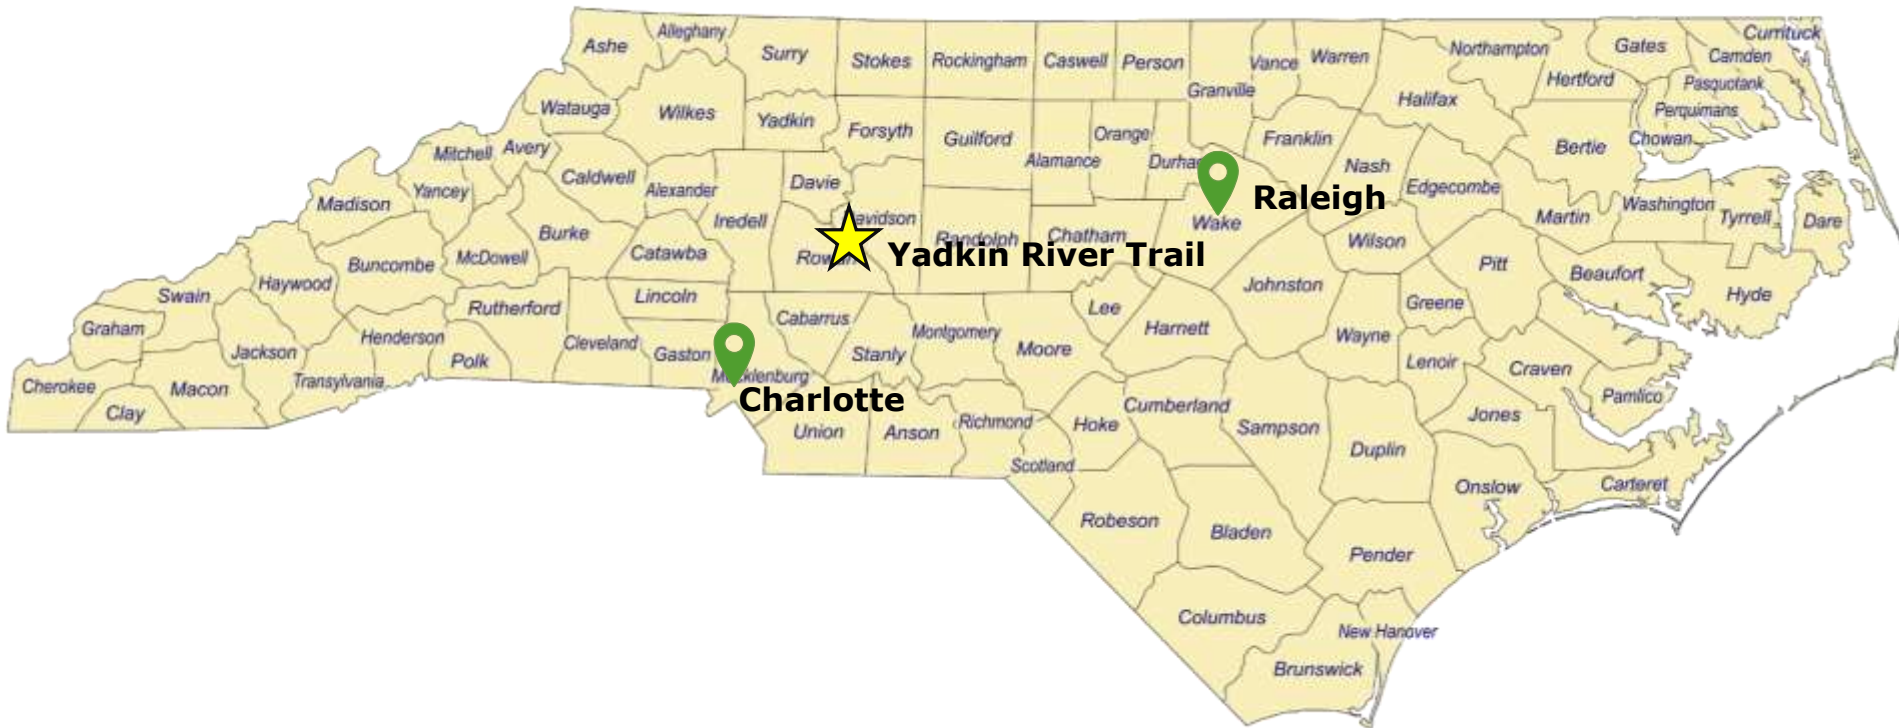 Ashe
Alleghany
Surry
Stokes
Rockingham
Caswell
Person
Granville
Vance
Warren
Northampton
Gates
Currituck
Camden
Hertford
Pasquotank
Perquimans
Chowan
Halifax
Watauga
Wilkes
Yadkin
Forsyth
Guilford
Alamance
Orange
Durha
Franklin
Nash
Bertie
Mitchell
Avery
Caldwell
Alexander
Iredell
Davie
avidson
Madison
Yancey
Randolph
Chatham
Wake
Raleigh
Edgecombe
Martin
Washington
Tyrrell
Dare
Burke
Catawba
Row
Yadkin River Trail
Wilson
Pitt
Beaufort
Hyde
Buncombe
McDowell
Haywood
Swain
Graham
Rutherford
Lincoln
Cabarrus
Montgomery
Lee
Harnett
Johnston
Greene
Wayne
Cherokee
Clay
Macon
Jackson
Transylvania
Henderson
Polk
Cleveland
Gaston
klenburg
Charlotte
Stanly
Moore
Lenoir
Craven
Pamlico
Union
Anson
Richmond
Scotland
Hoke
Cumberland
Sampson
Duplin
Jones
Onslow
Carteret
Robeson
Bladen
Pender
Columbus
New Hanover
Brunswick